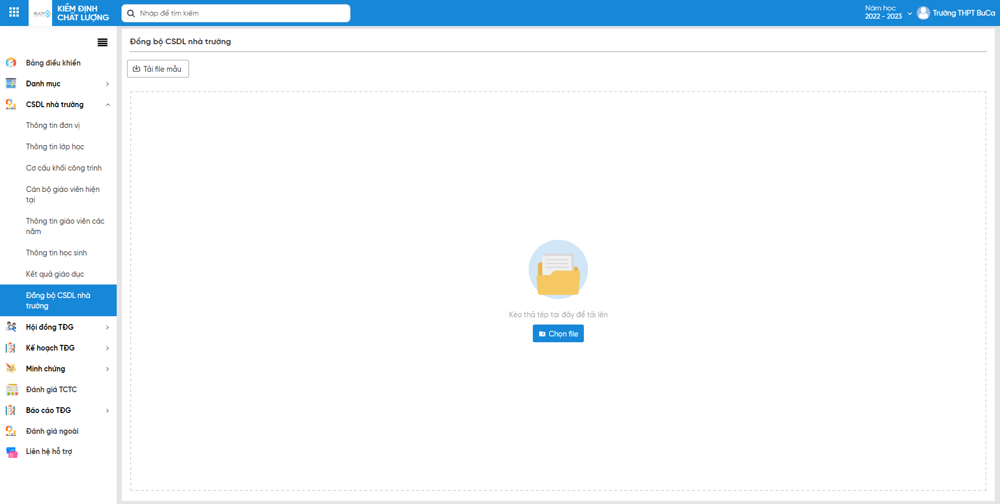 BUCA
KIỂM ĐỊNH
CHẤT LƯỢNG
Nhập để tìm kiếm
Năm học
2022 - 2023
Trường THPT BuCa
Bảng điều khiển
Danh mục
CSDL nhà trường
Thông tin đơn vị
Thông tin lớp học
Cơ cấu khối công trình
Cán bộ giáo viên hiện
tại
Thông tin giáo viên các
năm
Thông tin học sinh
Kết quả giáo dục
Đồng bộ CSDL nhà
trường
Hội đồng TĐG
Kế hoạch TĐG
Minh chứng
Đánh giá TCTC
Báo cáo TĐG
Đánh giá ngoài
Liên hệ hỗ trợ
Đồng bộ CSDL nhà trường
Tải file mẫu
Kéo thả tệp tại đây để tải lên
Chọn file